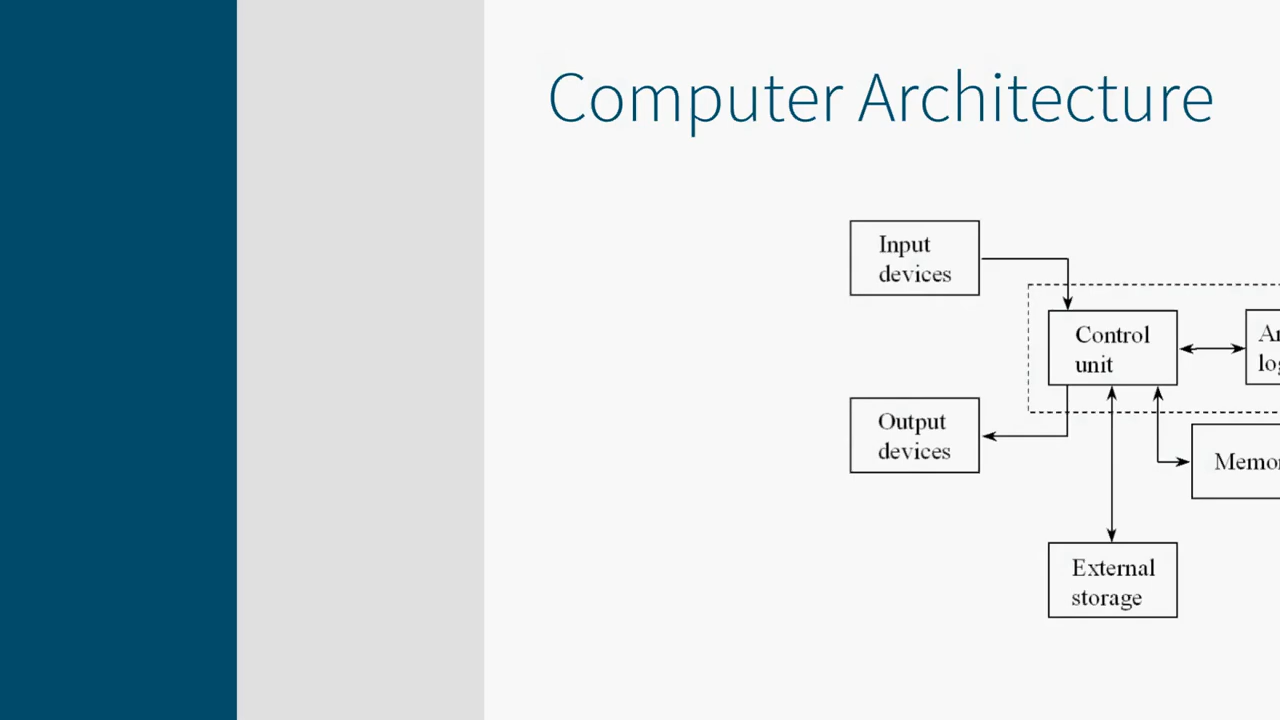 Computer Architecture
Input
devices
Control
unit
Output
devices
External
storage